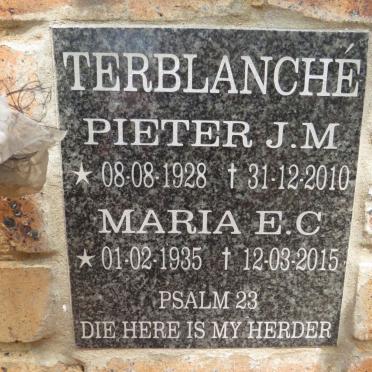 TERBLANCHÉ
PIETER J.M
★ 08-08-1928 † 31-12-2010
MARIA E.C
★ 01-02-1935 † 12-03-2015
PSALM 23
DIE HERE IS MY HERDER